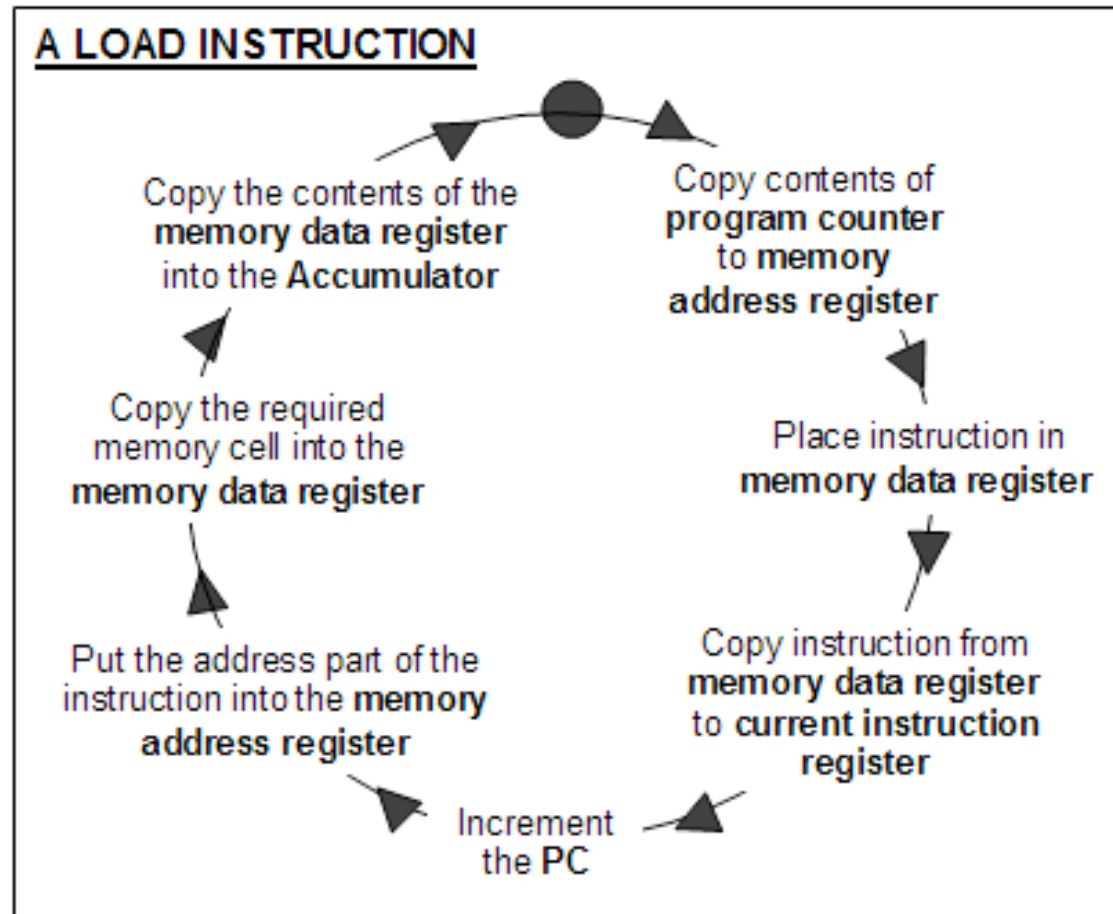 A LOAD INSTRUCTION
Copy contents of
program counter
to memory
address register
Place instruction in
memory data register
Copy instruction from
memory data register
to current instruction
register
Increment
the PC
Put the address part of the
instruction into the memory
address register
Copy the required
memory cell into the
memory data register
Copy the contents of the
memory data register
into the Accumulator